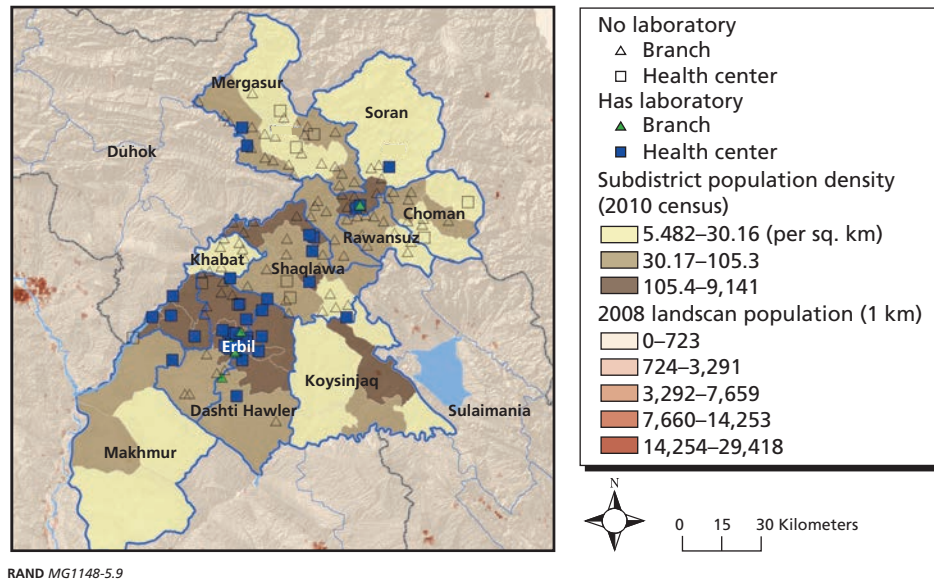 Mergasur
Soran
Duhok
Choman
Rawansuz
Khabat
Shaqlawa
Erbil
Koysinjaq
Dashti Hawler
Sulaimania
Makhmur
No laboratory
Branch
Health center
Has laboratory
Branch
Health center
Subdistrict population density
(2010 census)
5.482–30.16 (per sq. km)
30.17–105.3
105.4–9,141
2008 landscan population (1 km)
0–723
724–3,291
3,292–7,659
7,660–14,253
14,254–29,418
N
0 15 30 Kilometers
RAND MG1148-5.9